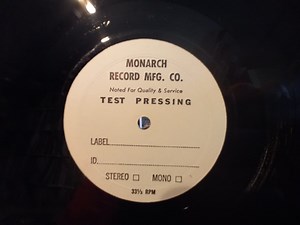 MONARCH
RECORD MFG. CO.
Noted For Quality & Service
TEST PRESSING
LABEL
ID.
STEREO □ MONO □
33⅓ RPM